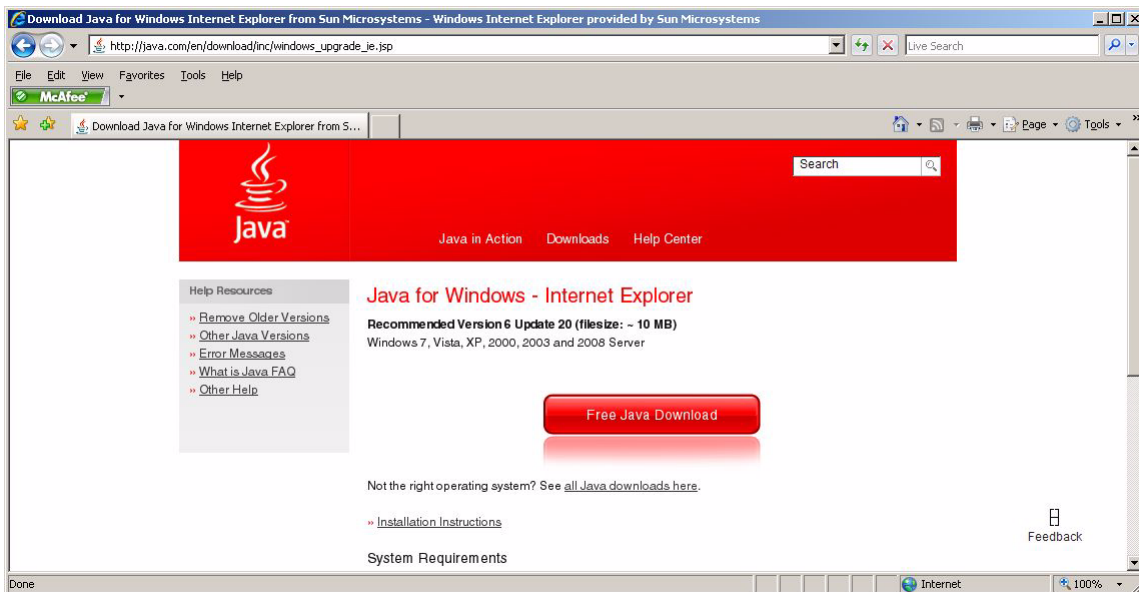 Download Java for Windows Internet Explorer from Sun Microsystems - Windows Internet Explorer provided by Sun Microsystems
http://java.com/en/download/inc/windows_upgrade_ie.jsp
Live Search
File Edit View Favorites Tools Help
McAfee
Download Java for Windows Internet Explorer from S...
Page Tools »
Search
Java™
Java in Action Downloads Help Center
Help Resources
» Remove Older Versions
» Other Java Versions
» Error Messages
» What is Java FAQ
» Other Help
Java for Windows - Internet Explorer
Recommended Version 6 Update 20 (filesize: ~ 10 MB)
Windows 7, Vista, XP, 2000, 2003 and 2008 Server
Free Java Download
Not the right operating system? See all Java downloads here.
» Installation Instructions
Feedback
System Requirements
Done
Internet
100%